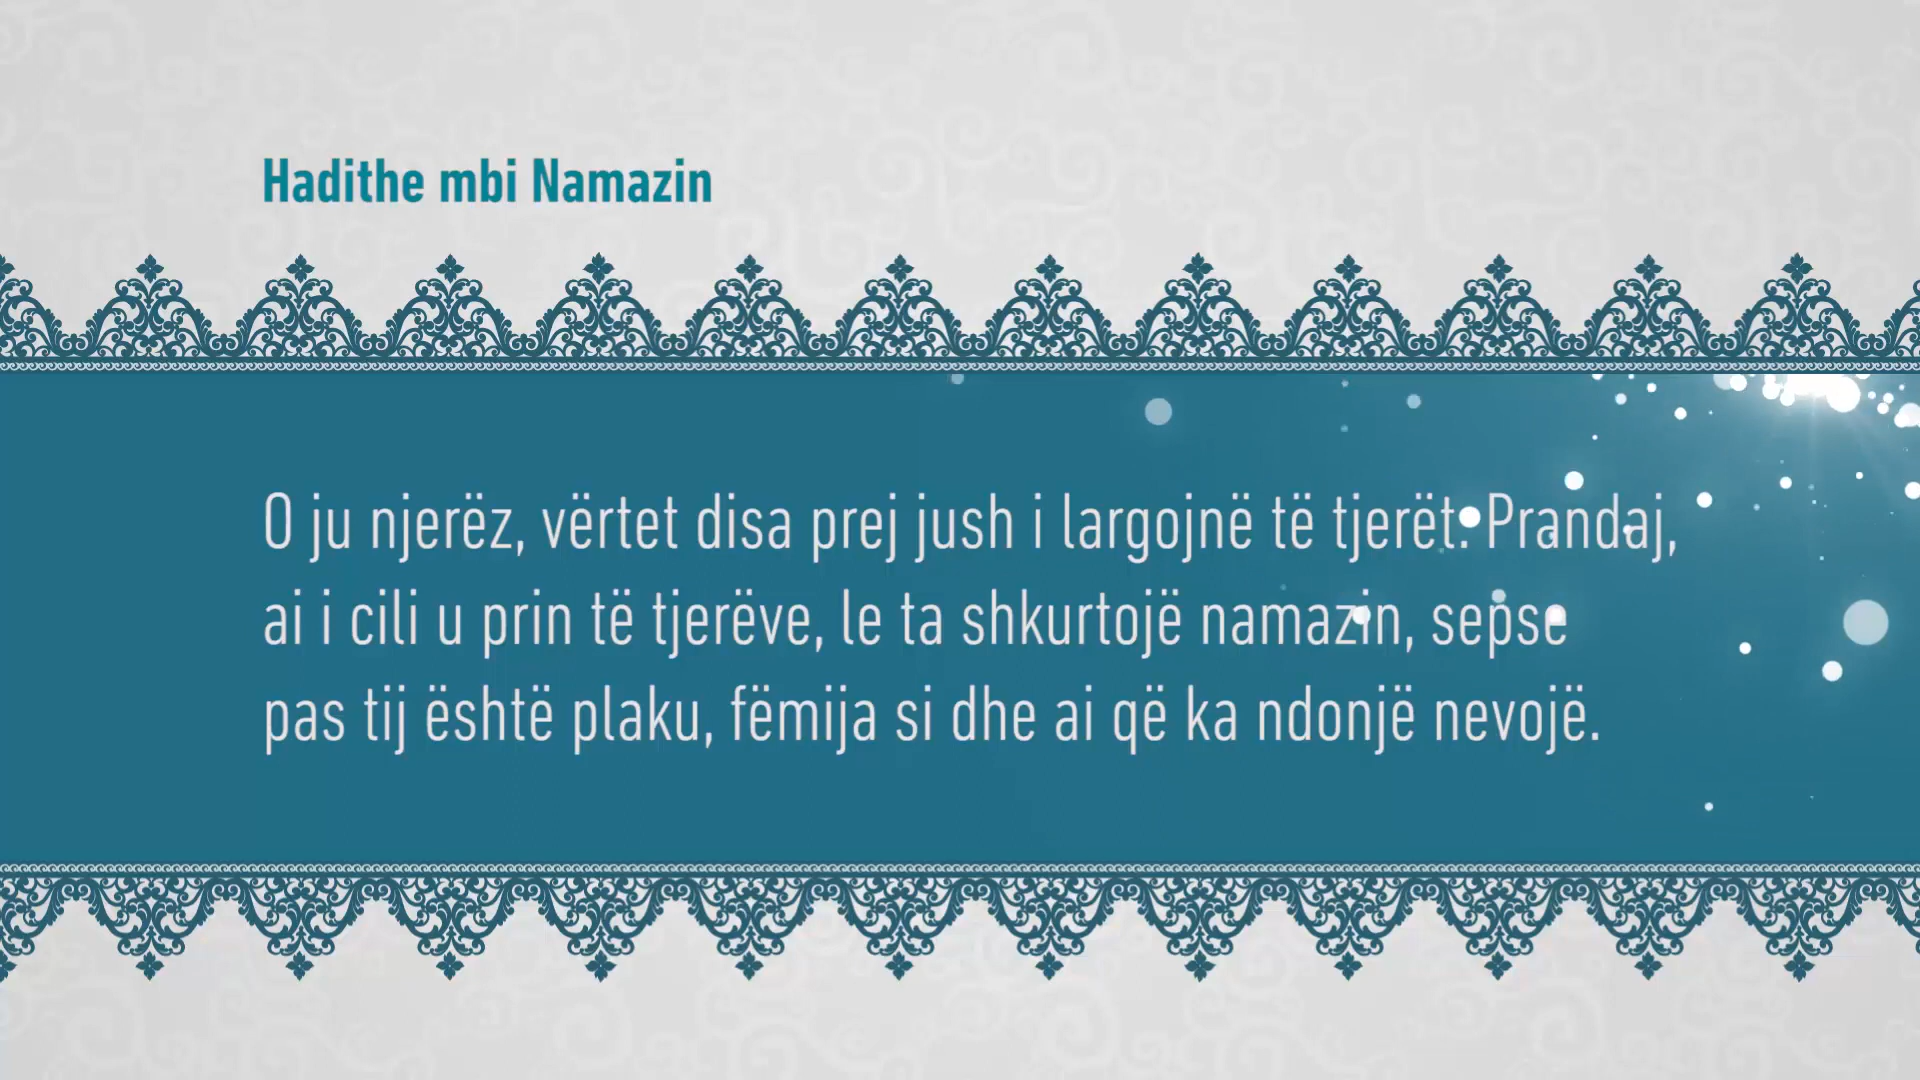 Hadithe mbi Namazin
O ju njerëz, vërtet disa prej jush i largojnë të tjerët. Prandaj,
ai i cili u prin të tjerëve, le ta shkurtojë namazin, sepse
pas tij është plaku, fëmija si dhe ai që ka ndonjë nevojë.